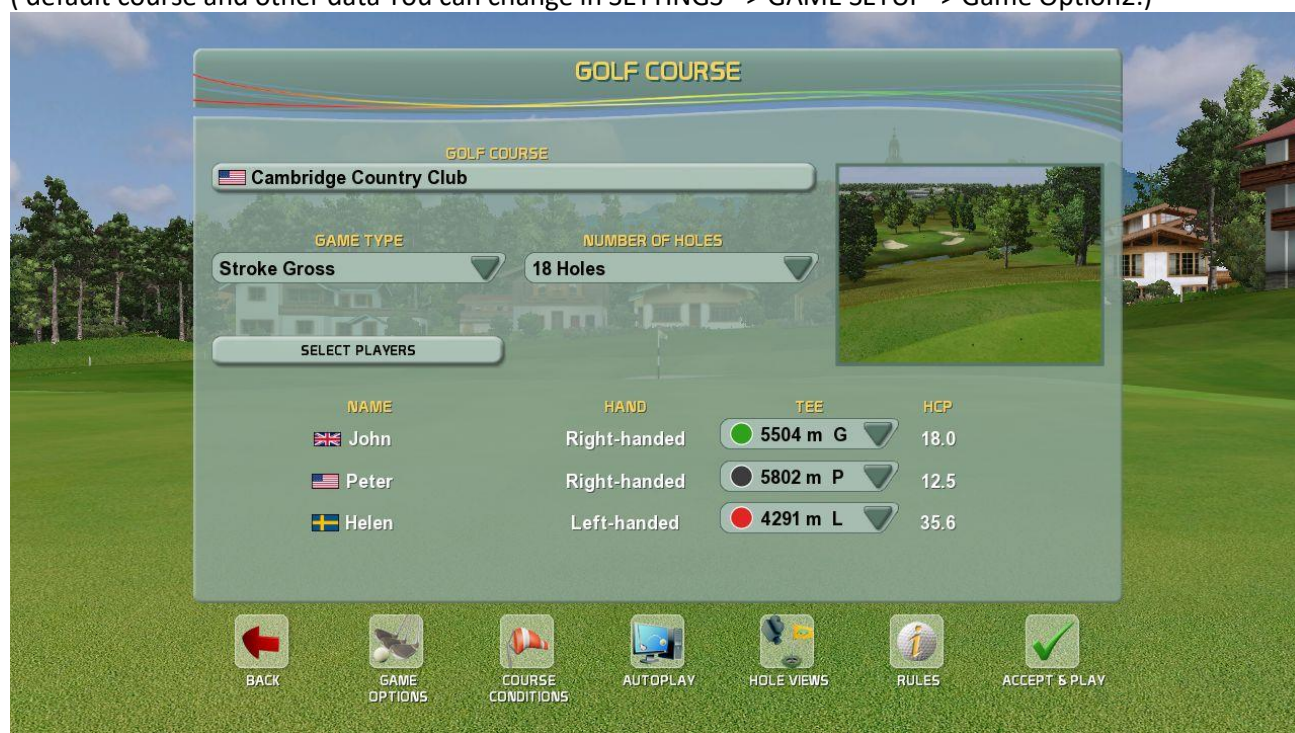 ( default course and other data You can change in SETTINGS -> GAME SETUP -> Game Option2.)
GOLF COURSE
GOLF COURSE
Cambridge Country Club
GAME TYPE NUMBER OF HOLES
Stroke Gross 18 Holes
SELECT PLAYERS
NAME HAND TEE HCP
John Right-handed 5504 m G 18.0
Peter Right-handed 5802 m P 12.5
Helen Left-handed 4291 m L 35.6
BACK GAME OPTIONS COURSE CONDITIONS AUTOPLAY HOLE VIEWS RULES ACCEPT & PLAY